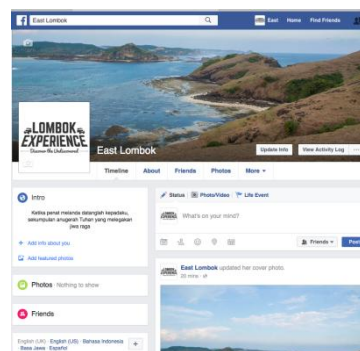 East Lombok
East Home Find Friends
LOMBOK
EXPERIENCE
Discover the Undiscovered
East Lombok
Update Info View Activity Log
Timeline About Friends Photos More
Intro
Ketika penat melanda datanglah kepadaku,
sekumpulan anugerah Tuhan yang melegakan
jiwa raga
Add info about you
Add featured photos
Photos · Nothing to show
Friends
English (UK) · English (US) · Bahasa Indonesia
· Basa Jawa · Español
Status Photo/Video Life Event
What's on your mind?
Friends Post
East Lombok updated her cover photo.
20 mins ·